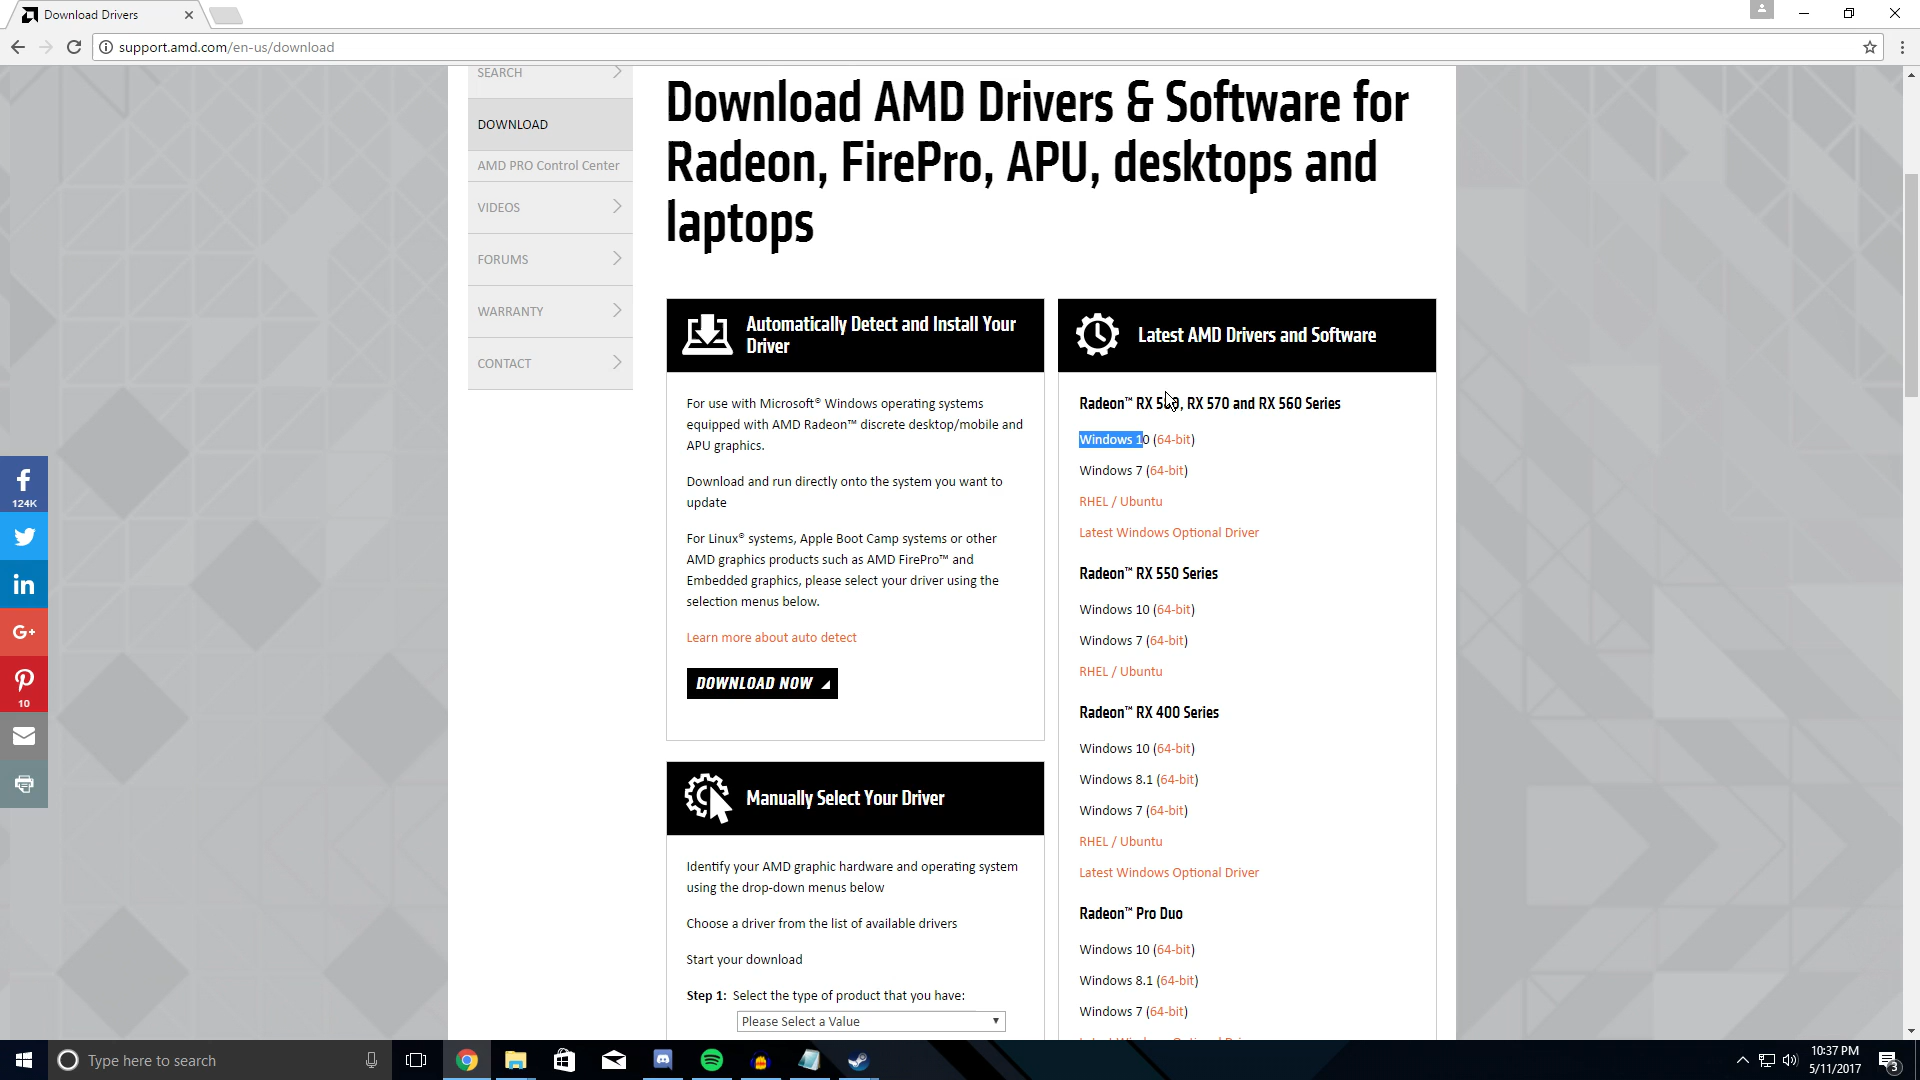 Download Drivers
support.amd.com/en-us/download
SEARCH
DOWNLOAD
AMD PRO Control Center
VIDEOS
FORUMS
WARRANTY
CONTACT
Download AMD Drivers & Software for
Radeon, FirePro, APU, desktops and
laptops
Automatically Detect and Install Your
Driver
For use with Microsoft® Windows operating systems
equipped with AMD Radeon™ discrete desktop/mobile and
APU graphics.
Download and run directly onto the system you want to
update
For Linux® systems, Apple Boot Camp systems or other
AMD graphics products such as AMD FirePro™ and
Embedded graphics, please select your driver using the
selection menus below.
Learn more about auto detect
DOWNLOAD NOW
Manually Select Your Driver
Identify your AMD graphic hardware and operating system
using the drop-down menus below
Choose a driver from the list of available drivers
Start your download
Step 1: Select the type of product that you have:
Please Select a Value
Latest AMD Drivers and Software
Radeon™ RX 580, RX 570 and RX 560 Series
Windows 10 (64-bit)
Windows 7 (64-bit)
RHEL / Ubuntu
Latest Windows Optional Driver
Radeon™ RX 550 Series
Windows 10 (64-bit)
Windows 7 (64-bit)
RHEL / Ubuntu
Radeon™ RX 400 Series
Windows 10 (64-bit)
Windows 8.1 (64-bit)
Windows 7 (64-bit)
RHEL / Ubuntu
Latest Windows Optional Driver
Radeon™ Pro Duo
Windows 10 (64-bit)
Windows 8.1 (64-bit)
Windows 7 (64-bit)
124K
in
G+
10
Type here to search
10:37 PM
5/11/2017
3